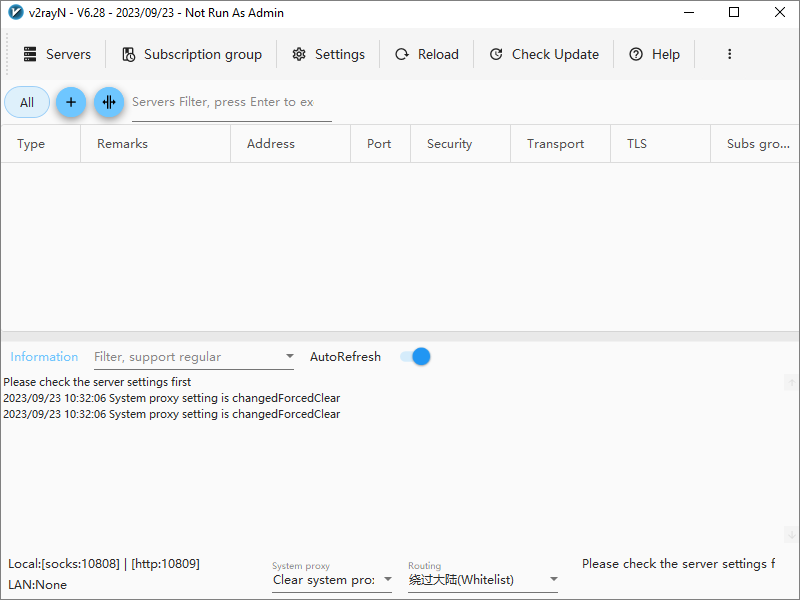 v2rayN - V6.28 - 2023/09/23 - Not Run As Admin
Servers Subscription group Settings Reload Check Update Help
All Servers Filter, press Enter to ex
Type Remarks Address Port Security Transport TLS Subs gro...
Information Filter, support regular AutoRefresh
Please check the server settings first
2023/09/23 10:32:06 System proxy setting is changedForcedClear
2023/09/23 10:32:06 System proxy setting is changedForcedClear
Local:[socks:10808] | [http:10809]
LAN:None
System proxy
Clear system pro:
Routing
绕过大陆(Whitelist)
Please check the server settings f